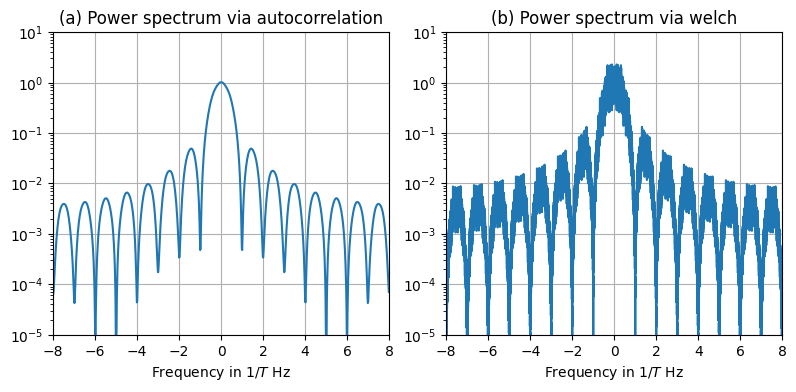 (a) Power spectrum via autocorrelation
(b) Power spectrum via welch
10¹
10⁰
10⁻¹
10⁻²
10⁻³
10⁻⁴
10⁻⁵
−8 −6 −4 −2 0 2 4 6 8
Frequency in 1/T Hz
10¹
10⁰
10⁻¹
10⁻²
10⁻³
10⁻⁴
10⁻⁵
−8 −6 −4 −2 0 2 4 6 8
Frequency in 1/T Hz